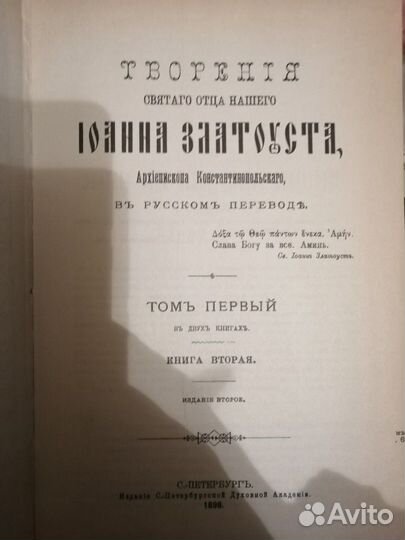 ТВОРЕНІЯ
СВЯТАГО ОТЦА НАШЕГО
ІОАННА ЗЛАТОУСТА,
Архіепископа Константинопольскаго,
ВЪ РУССКОМЪ ПЕРЕВОДѢ.
Δόξα τῷ Θεῷ πάντων ἕνεκα. Ἀμήν.
Слава Богу за все. Аминь.
Св. Іоаннъ Златоустъ.
ТОМЪ ПЕРВЫЙ
ВЪ ДВУХЪ КНИГАХЪ.
КНИГА ВТОРАЯ.
ИЗДАНІЕ ВТОРОЕ.
С.-ПЕТЕРБУРГЪ.
Изданіе С.-Петербургской Духовной Академіи.
Avito